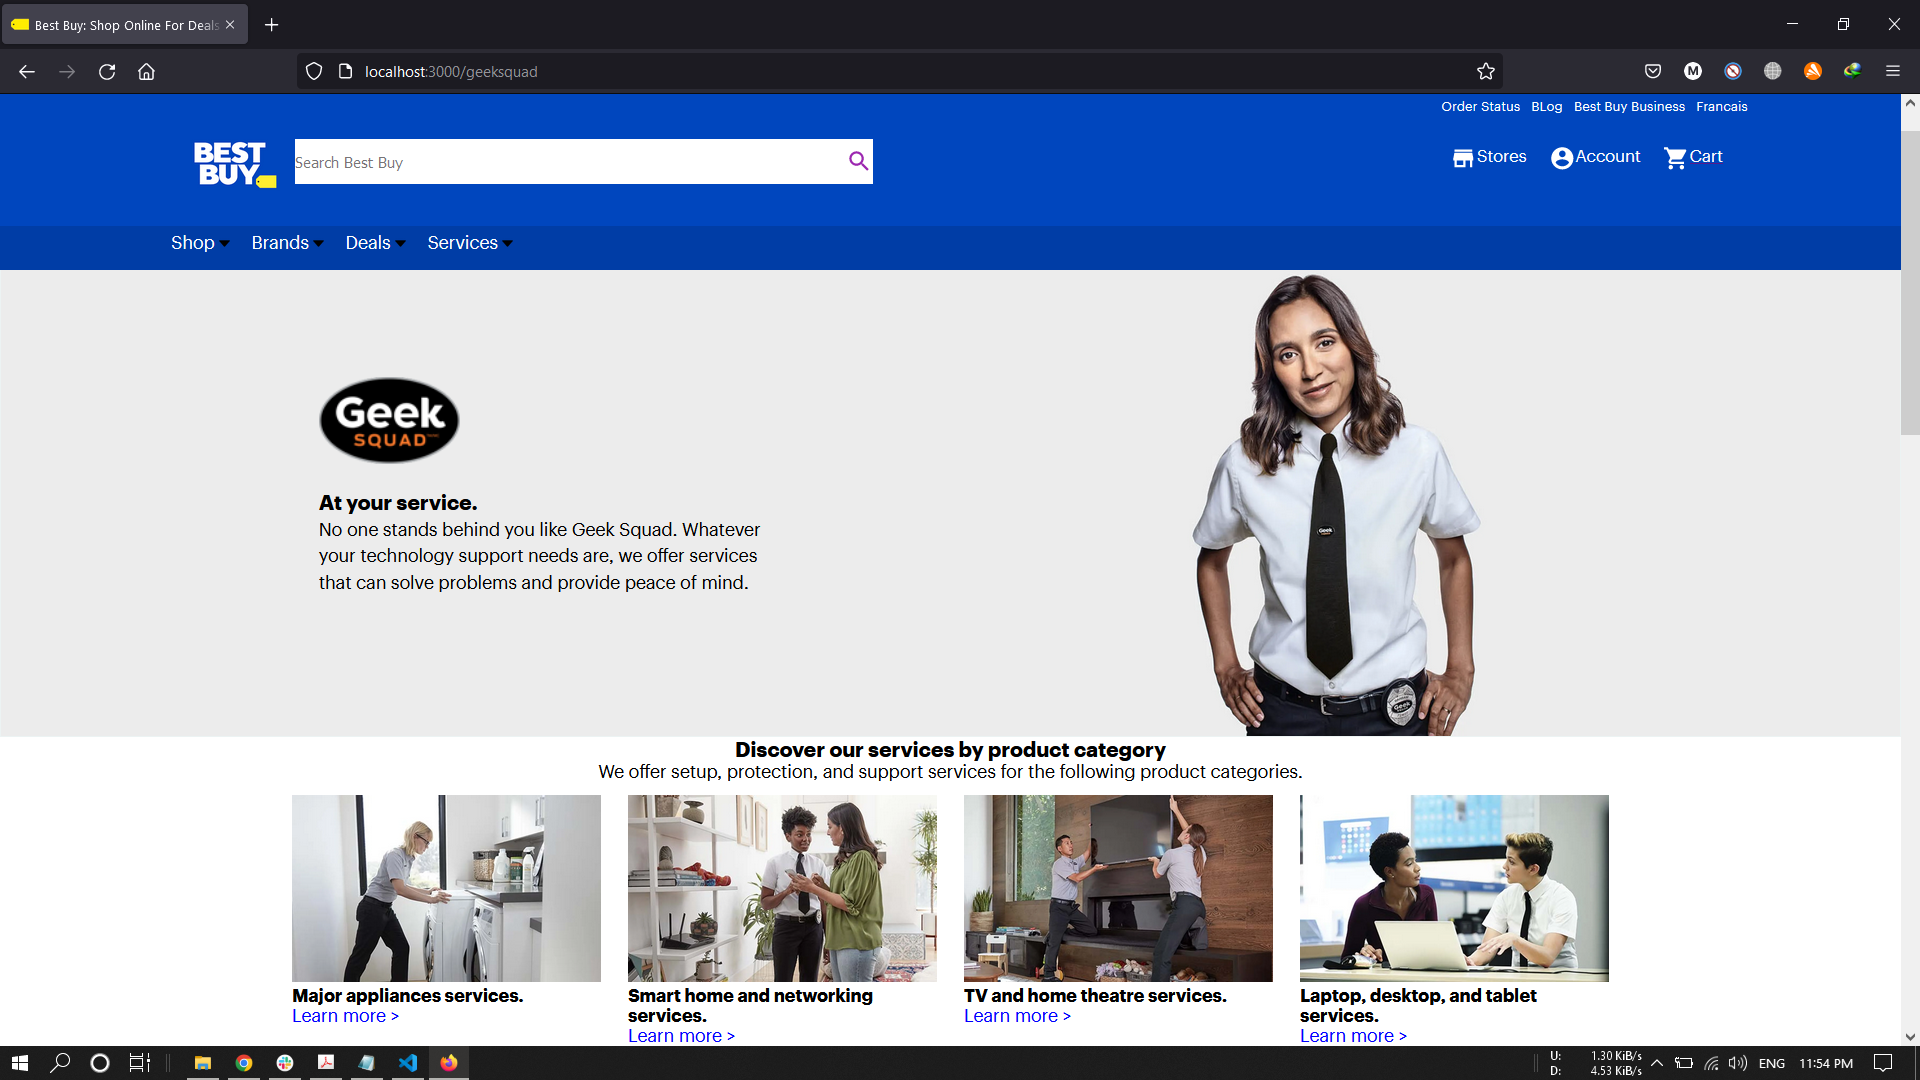 Best Buy: Shop Online For Deals
localhost:3000/geeksquad
M
Order Status BLog Best Buy Business Francais
BEST
BUY
Search Best Buy
Stores Account Cart
Shop Brands Deals Services
Geek
SQUAD
At your service.
No one stands behind you like Geek Squad. Whatever
your technology support needs are, we offer services
that can solve problems and provide peace of mind.
Geek
Geek
Discover our services by product category
We offer setup, protection, and support services for the following product categories.
Major appliances services.
Learn more >
Smart home and networking
services.
Learn more >
TV and home theatre services.
Learn more >
Laptop, desktop, and tablet
services.
Learn more >
U: 1.30 KiB/s
D: 4.53 KiB/s
ENG 11:54 PM